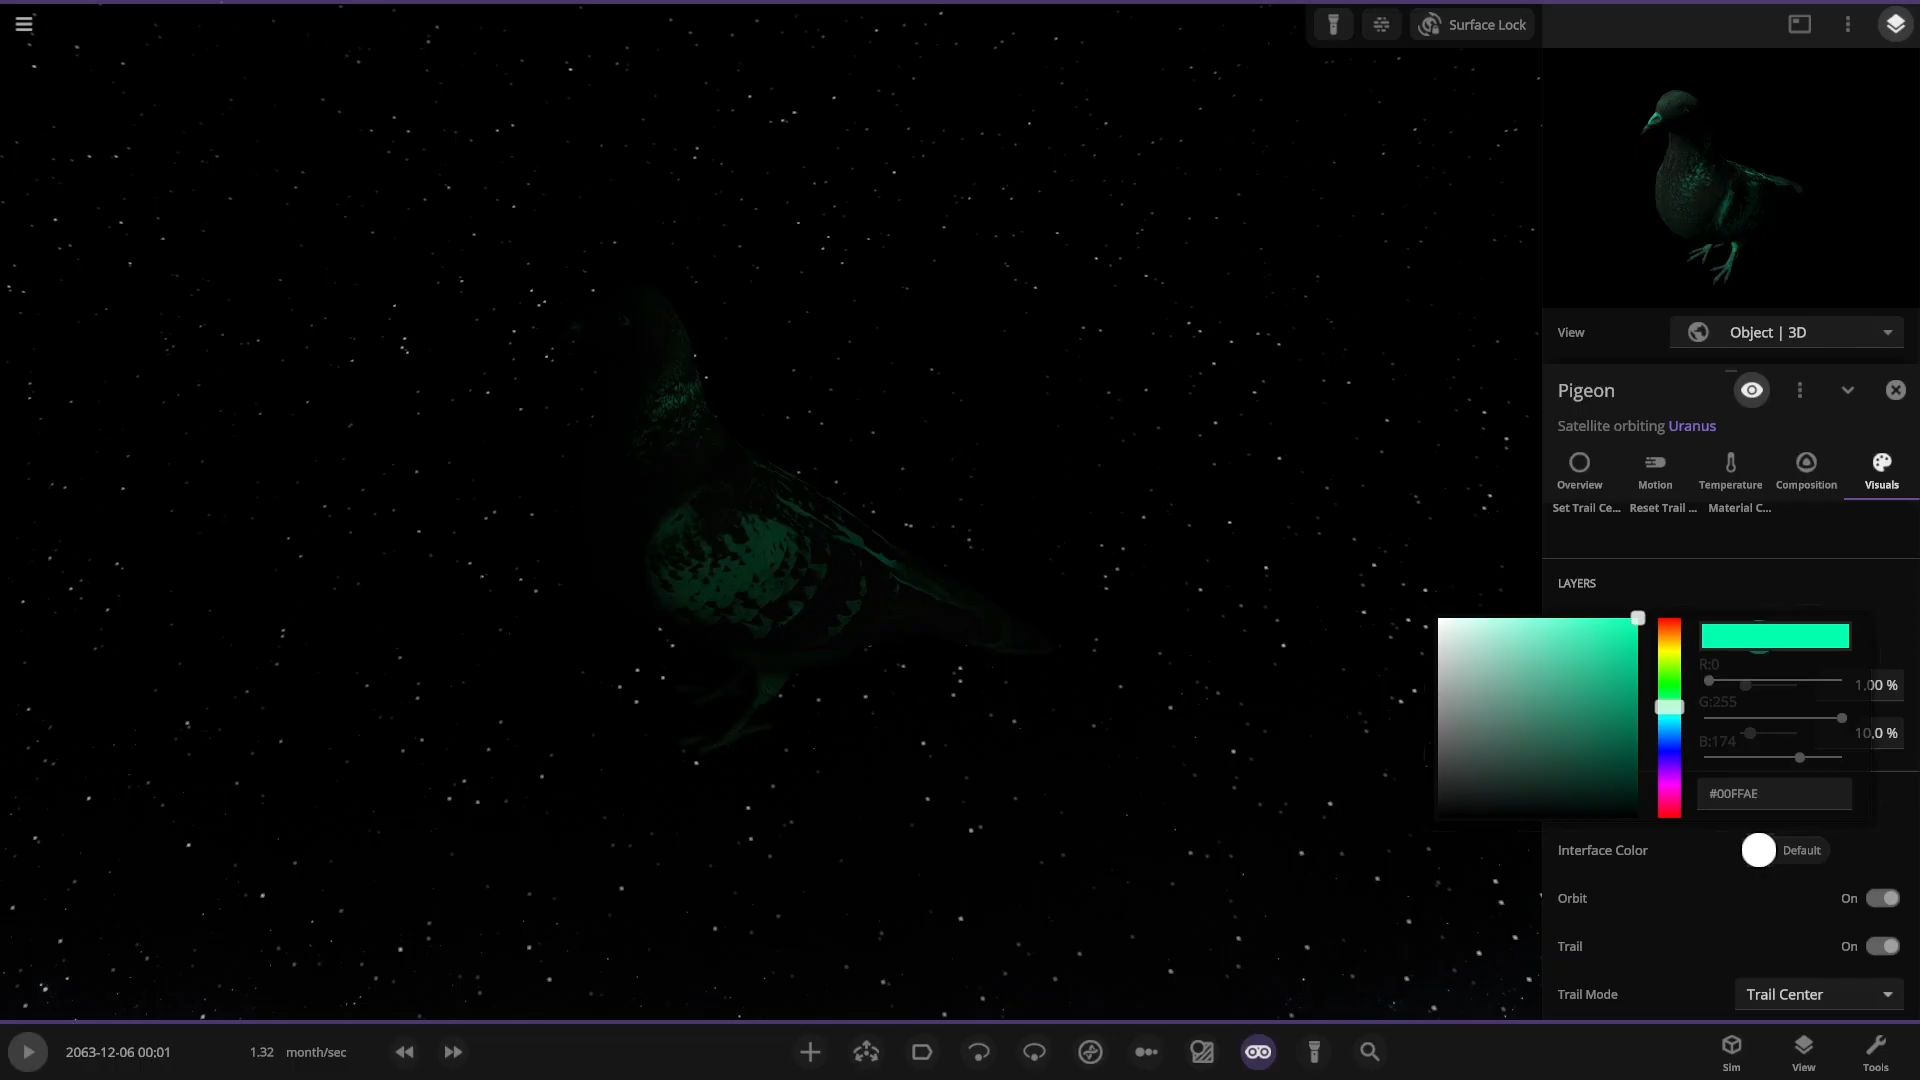 Surface Lock
View
Object | 3D
Pigeon
Satellite orbiting Uranus
Overview
Motion
Temperature
Composition
Visuals
Set Trail Ce...
Reset Trail ...
Material C...
LAYERS
R:0
1.00 %
G:255
10.0 %
B:174
#00FFAE
Interface Color
Default
Orbit
On
Trail
On
Trail Mode
Trail Center
2063-12-06 00:01
1.32 month/sec
Sim
View
Tools